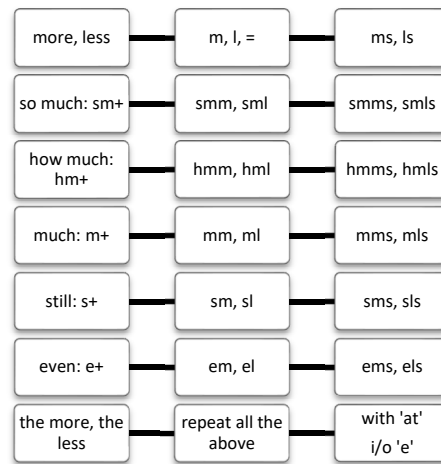 more, less
m, l, =
ms, ls
so much: sm+
smm, sml
smms, smls
how much:
hm+
hmm, hml
hmms, hmls
much: m+
mm, ml
mms, mls
still: s+
sm, sl
sms, sls
even: e+
em, el
ems, els
the more, the
less
repeat all the
above
with 'at'
i/o 'e'